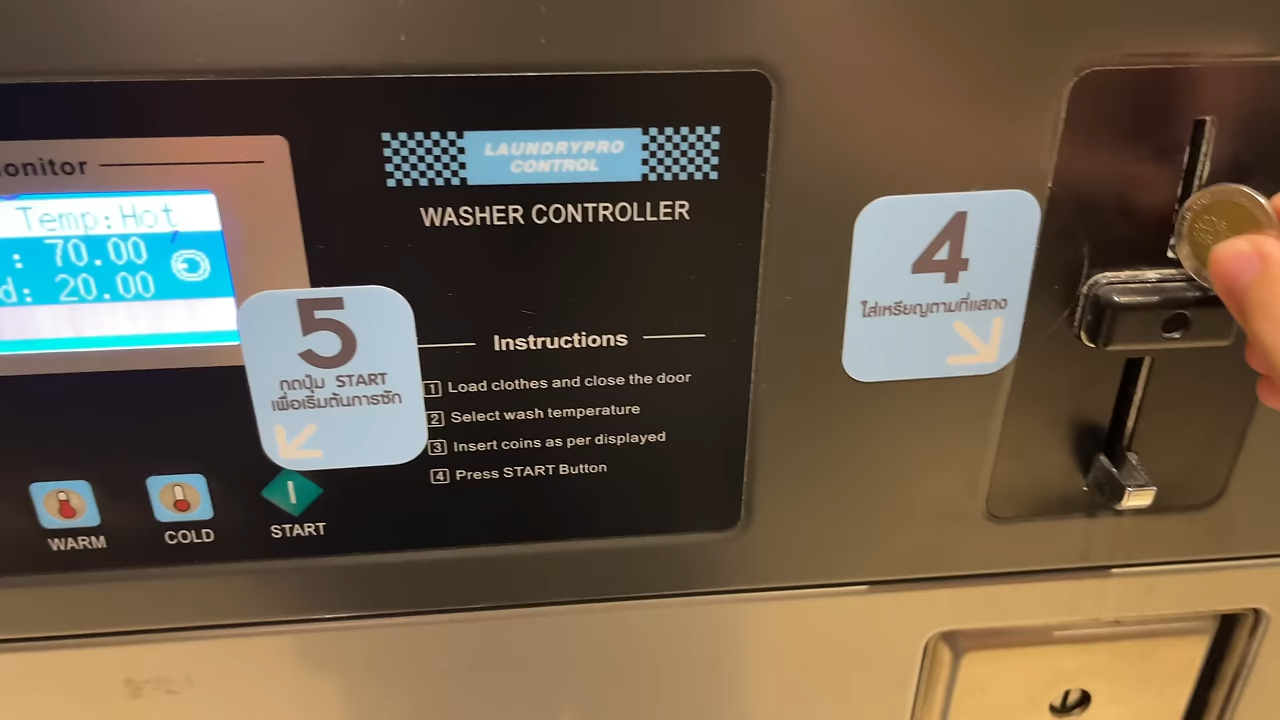 onitor
Temp:Hot
: 70.00
d: 20.00
LAUNDRYPRO
CONTROL
WASHER CONTROLLER
4
ใส่เหรียญตามที่แสดง
5
กดปุ่ม START
เพื่อเริ่มต้นการซัก
Instructions
1 Load clothes and close the door
2 Select wash temperature
3 Insert coins as per displayed
4 Press START Button
WARM
COLD
START